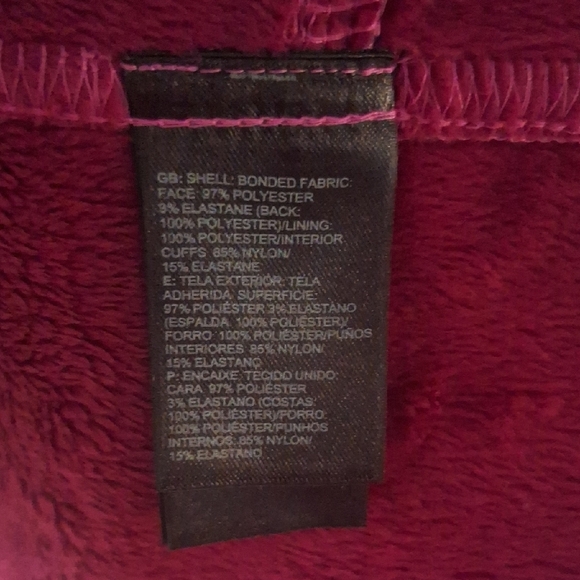 GB: SHELL: BONDED FABRIC:
FACE: 97% POLYESTER
3% ELASTANE (BACK:
100% POLYESTER)/LINING:
100% POLYESTER/INTERIOR
CUFFS: 85% NYLON/
15% ELASTANE
E: TELA EXTERIOR: TELA
ADHERIDA: SUPERFICIE:
97% POLIÉSTER 3% ELASTANO
(ESPALDA: 100% POLIÉSTER)/
FORRO: 100% POLIÉSTER/PUÑOS
INTERIORES: 85% NYLON/
15% ELASTANO
P: ENCAIXE: TECIDO UNIDO:
CARA: 97% POLIÉSTER
3% ELASTANO (COSTAS:
100% POLIÉSTER)/FORRO:
100% POLIÉSTER/PUNHOS
INTERNOS: 85% NYLON/
15% ELASTANO